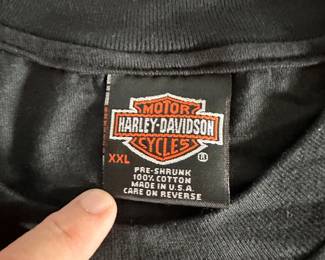 MOTOR
HARLEY-DAVIDSON
CYCLES
®
XXL
PRE-SHRUNK
100% COTTON
MADE IN U.S.A.
CARE ON REVERSE